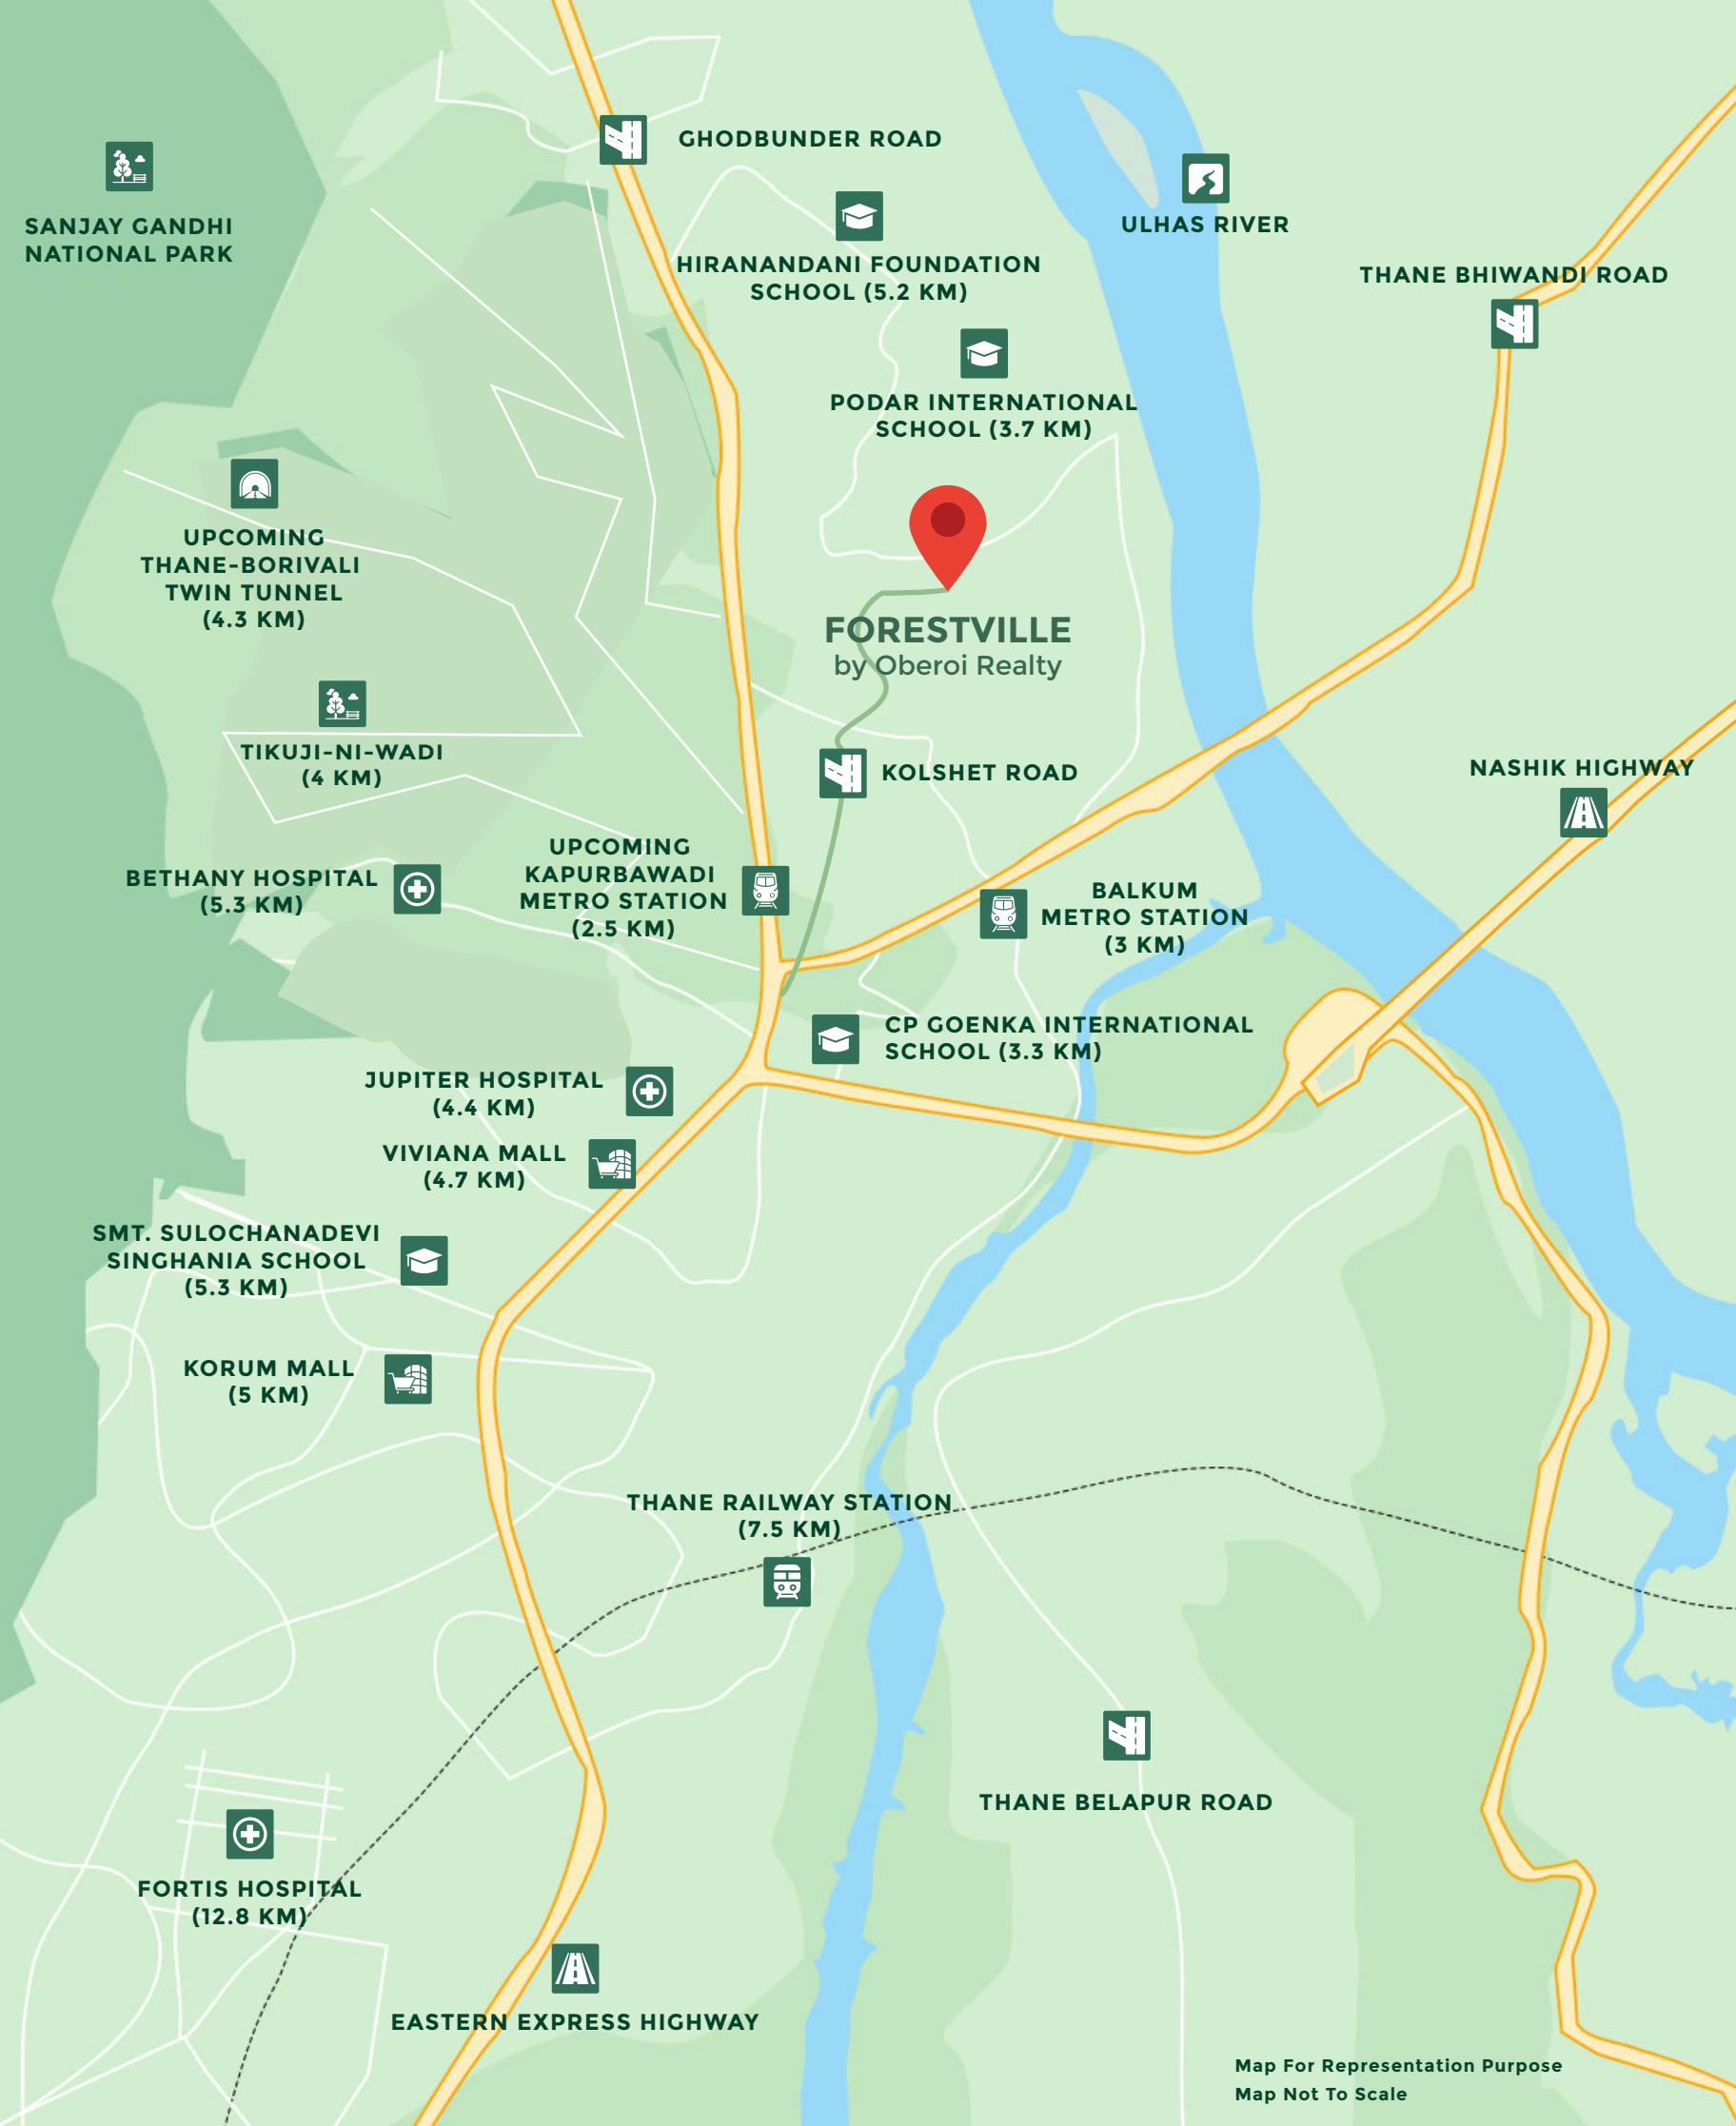 GHODBUNDER ROAD
SANJAY GANDHI
NATIONAL PARK
ULHAS RIVER
HIRANANDANI FOUNDATION
SCHOOL (5.2 KM)
THANE BHIWANDI ROAD
PODAR INTERNATIONAL
SCHOOL (3.7 KM)
UPCOMING
THANE-BORIVALI
TWIN TUNNEL
(4.3 KM)
FORESTVILLE
by Oberoi Realty
TIKUJI-NI-WADI
(4 KM)
KOLSHET ROAD
NASHIK HIGHWAY
UPCOMING
KAPURBAWADI
METRO STATION
(2.5 KM)
BETHANY HOSPITAL
(5.3 KM)
BALKUM
METRO STATION
(3 KM)
CP GOENKA INTERNATIONAL
SCHOOL (3.3 KM)
JUPITER HOSPITAL
(4.4 KM)
VIVIANA MALL
(4.7 KM)
SMT. SULOCHANADEVI
SINGHANIA SCHOOL
(5.3 KM)
KORUM MALL
(5 KM)
THANE RAILWAY STATION
(7.5 KM)
THANE BELAPUR ROAD
FORTIS HOSPITAL
(12.8 KM)
EASTERN EXPRESS HIGHWAY
Map For Representation Purpose
Map Not To Scale